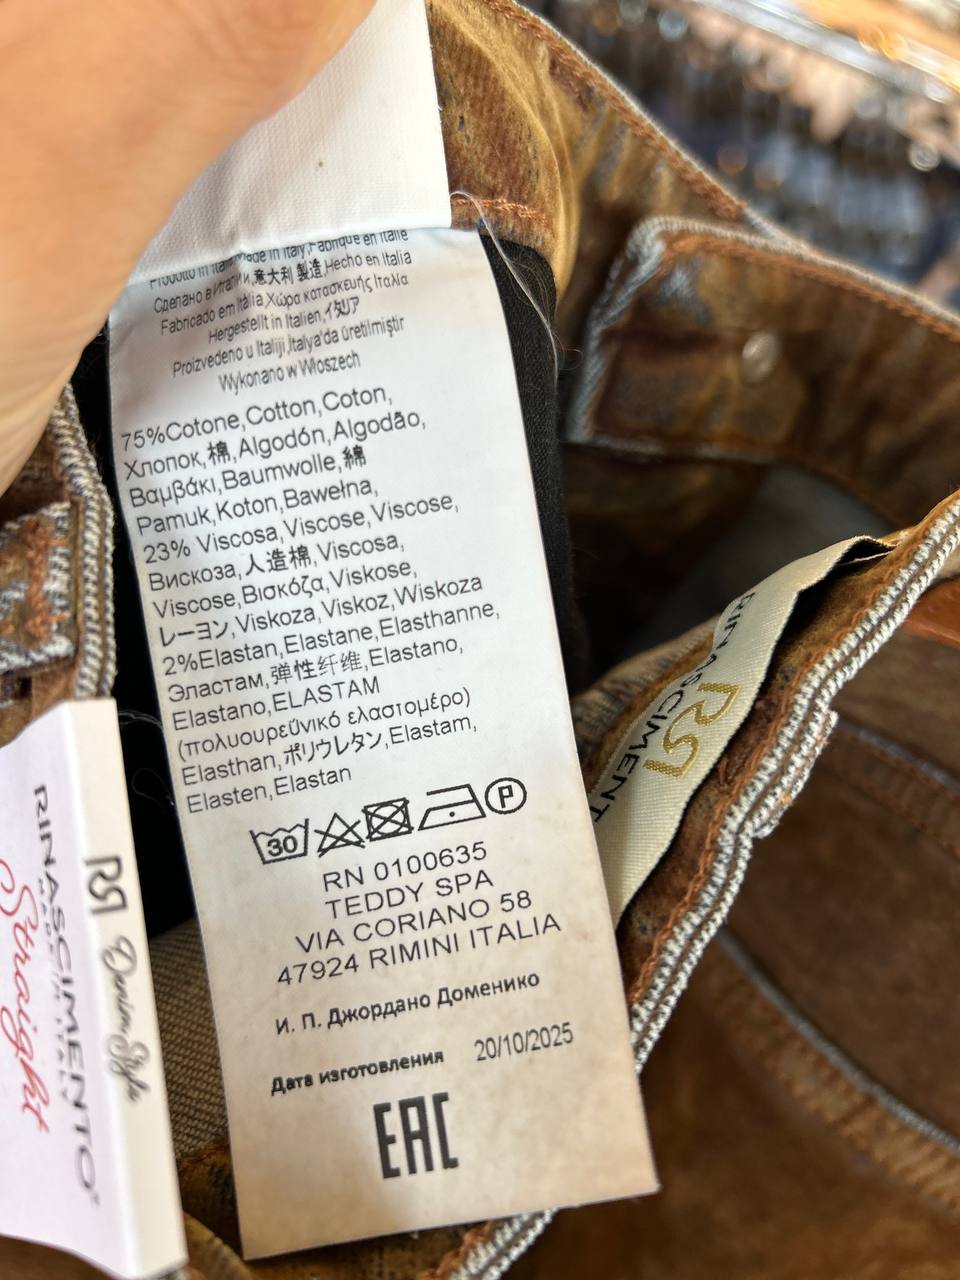 Prodotto in Italia,Made in Italy,Fabriqué en Italie
Сделано в Италии,意大利 製造,Hecho en Italia
Fabricado em Itália Χώρα κατασκευής Ιταλία
Hergestellt in Italien,イタリア
Proizvedeno u Italiji,İtalya'da üretilmiştir
Wykonano w Włoszech
75%Cotone,Cotton,Coton,
Хлопок,棉,Algodón,Algodão,
Βαμβάκι,Baumwolle,綿
Pamuk,Koton,Bawełna,
23% Viscosa,Viscose,Viscose,
Вискоза,人造棉,Viscosa,
Viscose,Βισκόζα,Viskose,
レーヨン,Viskoza,Viskoz,Wiskoza
2%Elastan,Elastane,Elasthanne,
Эластам,弹性纤维,Elastano,
Elastano,ELASTAM
(πολυουρεϋνικό ελαστομέρο)
Elasthan,ポリウレタン,Elastam,
Elasten,Elastan
30 P
RN 0100635
TEDDY SPA
VIA CORIANO 58
47924 RIMINI ITALIA
И. П. Джордано Доменико
Дата изготовления 20/10/2025
EAC
RINASCIMENT
RINASCIMENTO
Straight
Denim Style